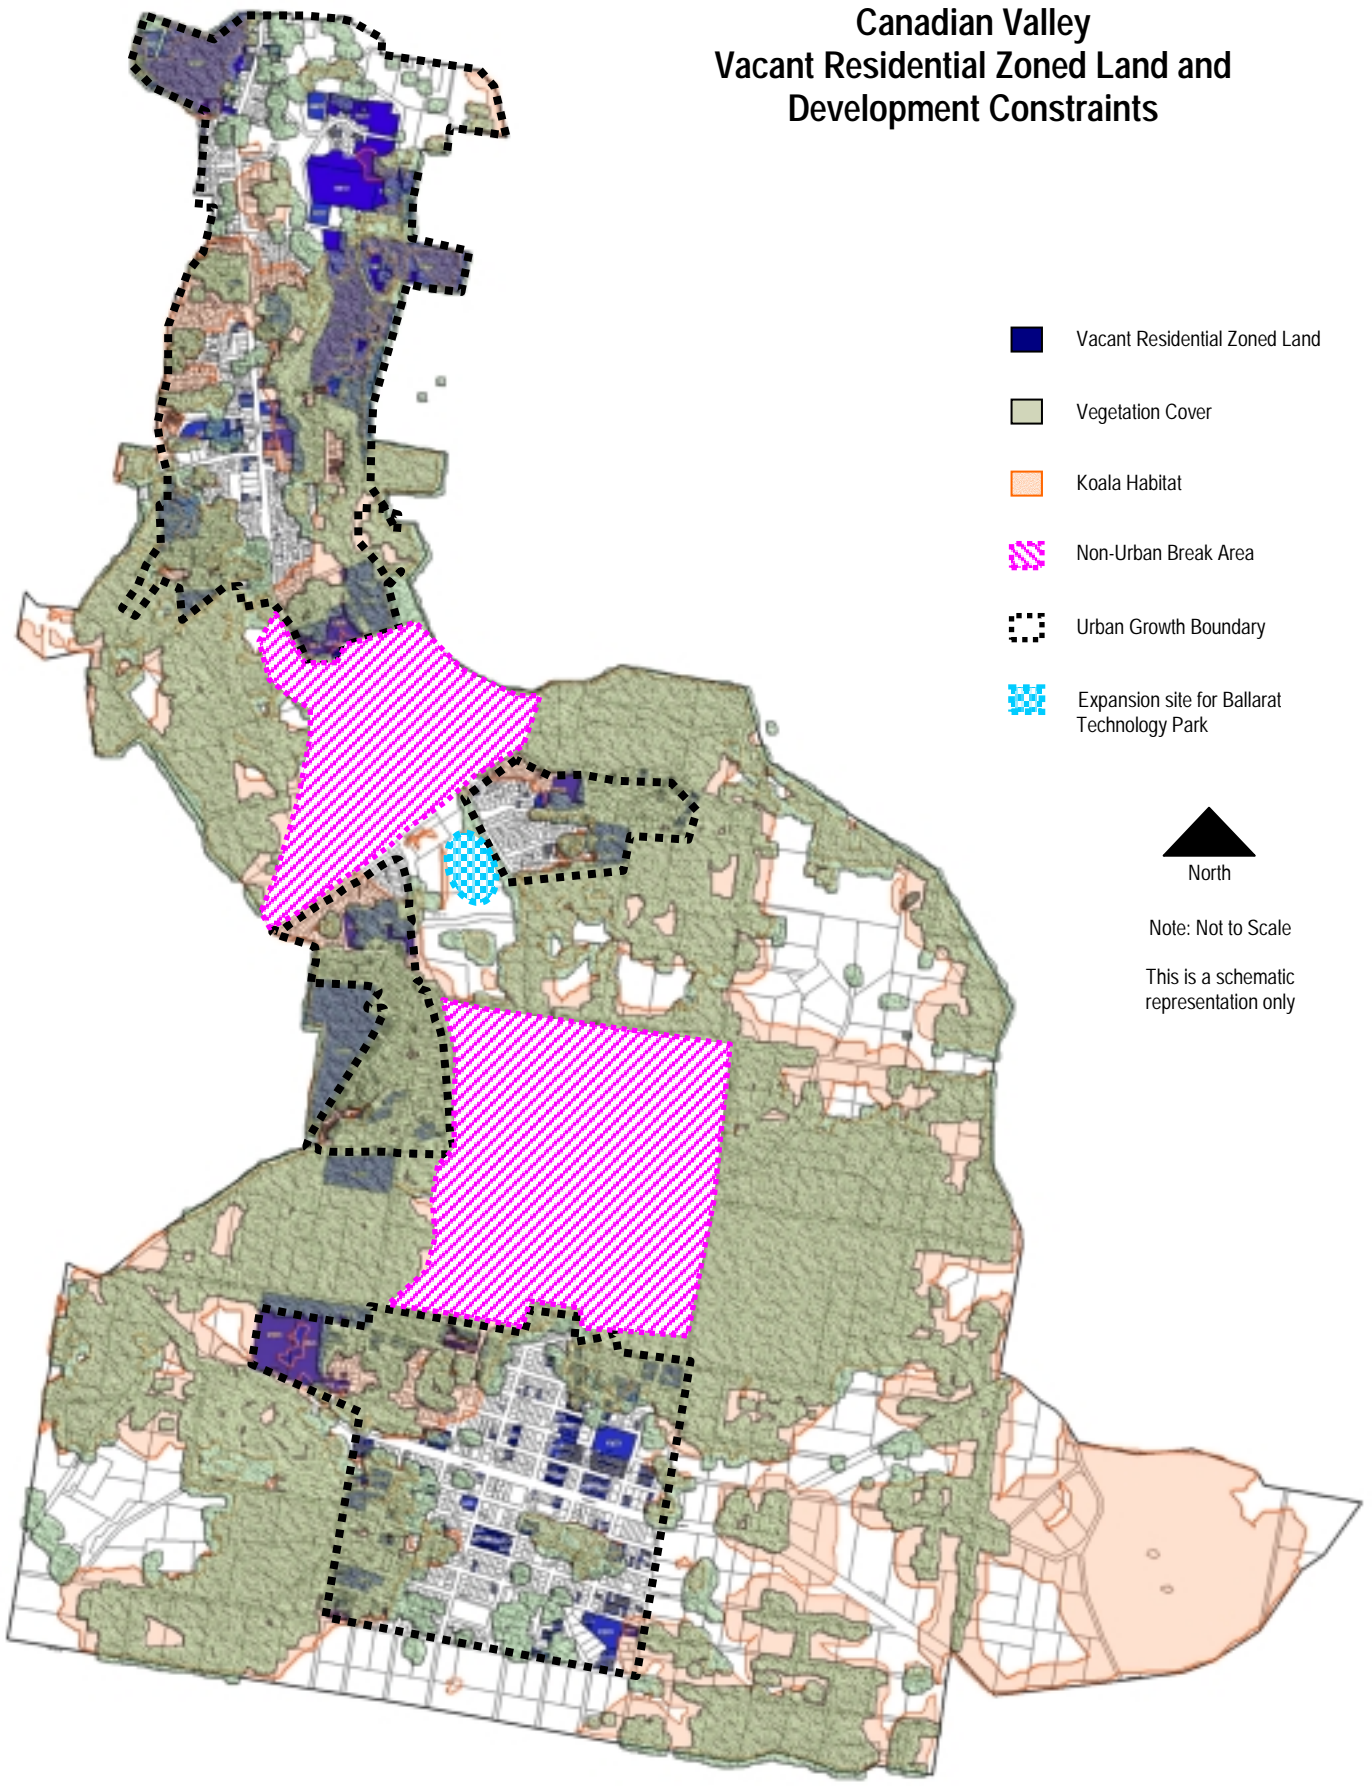 Canadian Valley
Vacant Residential Zoned Land and
Development Constraints
Vacant Residential Zoned Land
Vegetation Cover
Koala Habitat
Non-Urban Break Area
Urban Growth Boundary
Expansion site for Ballarat
Technology Park
North
Note: Not to Scale
This is a schematic
representation only